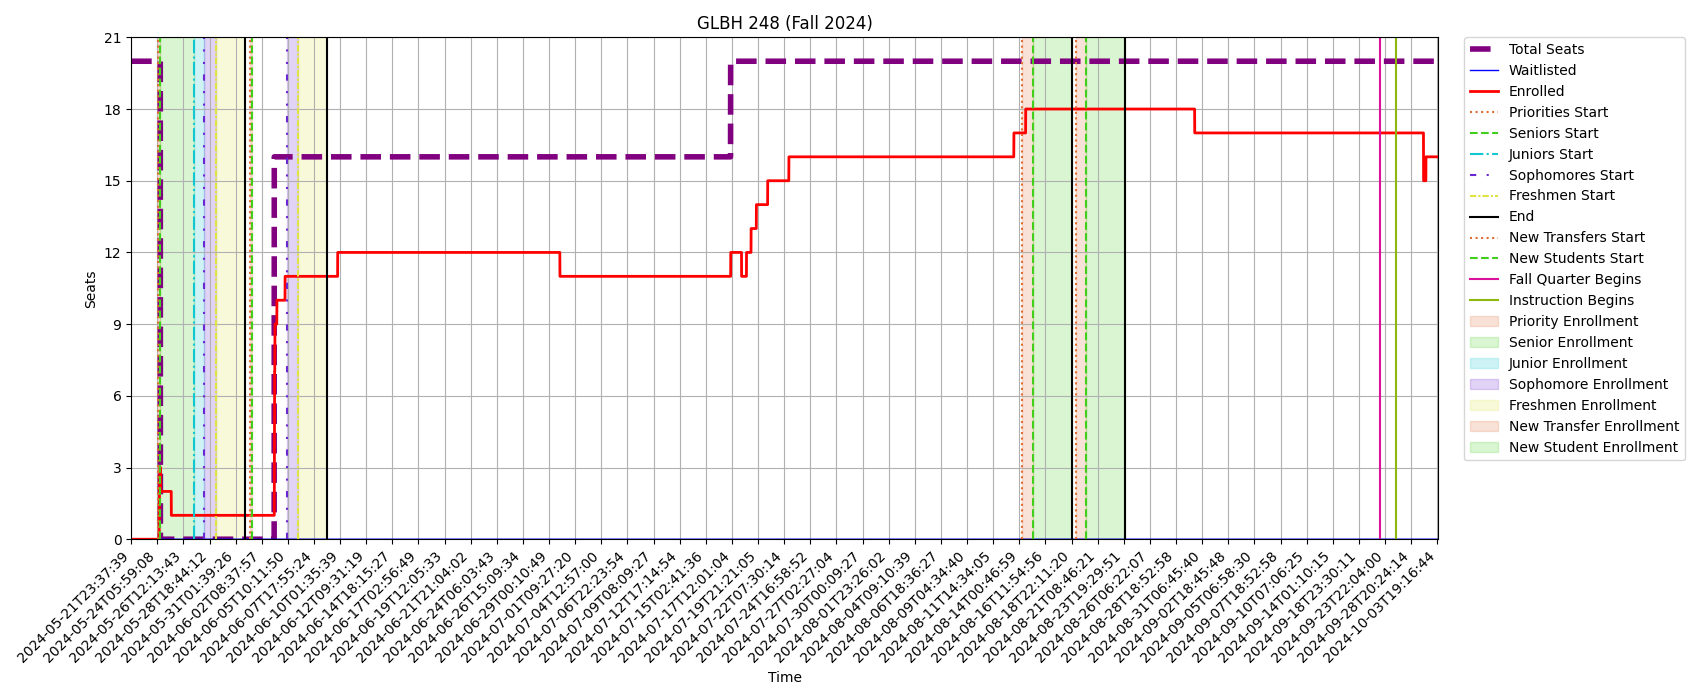 GLBH 248 (Fall 2024)
21
18
15
12
9
6
3
0
Seats
2024-05-21T23:37:39
2024-05-24T05:59:08
2024-05-26T12:13:43
2024-05-28T18:44:12
2024-05-31T01:39:26
2024-06-02T08:37:57
2024-06-05T10:11:50
2024-06-07T17:55:24
2024-06-10T01:35:39
2024-06-12T09:31:19
2024-06-14T18:15:27
2024-06-17T02:56:49
2024-06-19T12:05:33
2024-06-21T21:04:02
2024-06-24T06:03:43
2024-06-26T15:09:34
2024-06-29T00:10:49
2024-07-01T09:27:20
2024-07-04T12:57:00
2024-07-06T22:23:54
2024-07-09T08:09:27
2024-07-12T17:14:54
2024-07-15T02:41:36
2024-07-17T12:01:04
2024-07-19T21:21:05
2024-07-22T07:30:14
2024-07-24T16:58:52
2024-07-27T02:27:04
2024-07-30T00:09:27
2024-08-01T23:26:02
2024-08-04T09:10:39
2024-08-06T18:36:27
2024-08-09T04:34:40
2024-08-11T14:34:05
2024-08-14T00:46:59
2024-08-16T11:54:56
2024-08-18T22:11:20
2024-08-21T08:46:21
2024-08-23T19:29:51
2024-08-26T06:22:07
2024-08-28T18:52:58
2024-08-31T06:45:40
2024-09-02T18:45:48
2024-09-05T06:58:30
2024-09-07T18:52:58
2024-09-10T07:06:25
2024-09-14T01:10:15
2024-09-18T23:30:11
2024-09-23T22:04:00
2024-09-28T20:24:14
2024-10-03T19:16:44
Time
Total Seats
Waitlisted
Enrolled
Priorities Start
Seniors Start
Juniors Start
Sophomores Start
Freshmen Start
End
New Transfers Start
New Students Start
Fall Quarter Begins
Instruction Begins
Priority Enrollment
Senior Enrollment
Junior Enrollment
Sophomore Enrollment
Freshmen Enrollment
New Transfer Enrollment
New Student Enrollment